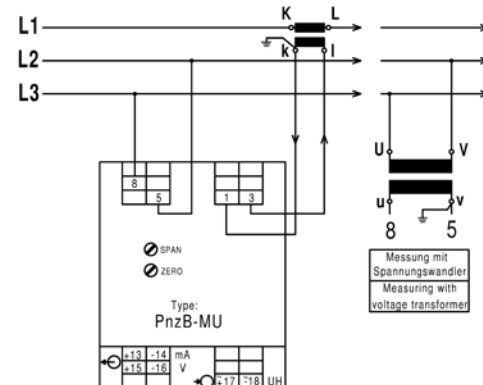 K L
L1
k l
L2
L3
U V
8
5 1 3
u v
8 5
SPAN
ZERO
Messung mit
Spannungswandler
Measuring with
voltage transformer
Type:
PnzB-MU
+13 -14 mA
+15 -16 V
+17 -18 UH